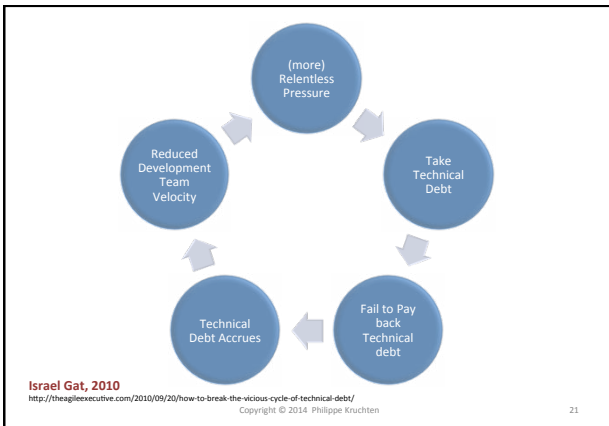 (more)
Relentless
Pressure
Take
Technical
Debt
Fail to Pay
back
Technical
debt
Technical
Debt Accrues
Reduced
Development
Team
Velocity
Israel Gat, 2010
http://theagileexecutive.com/2010/09/20/how-to-break-the-vicious-cycle-of-technical-debt/
Copyright © 2014 Philippe Kruchten
21